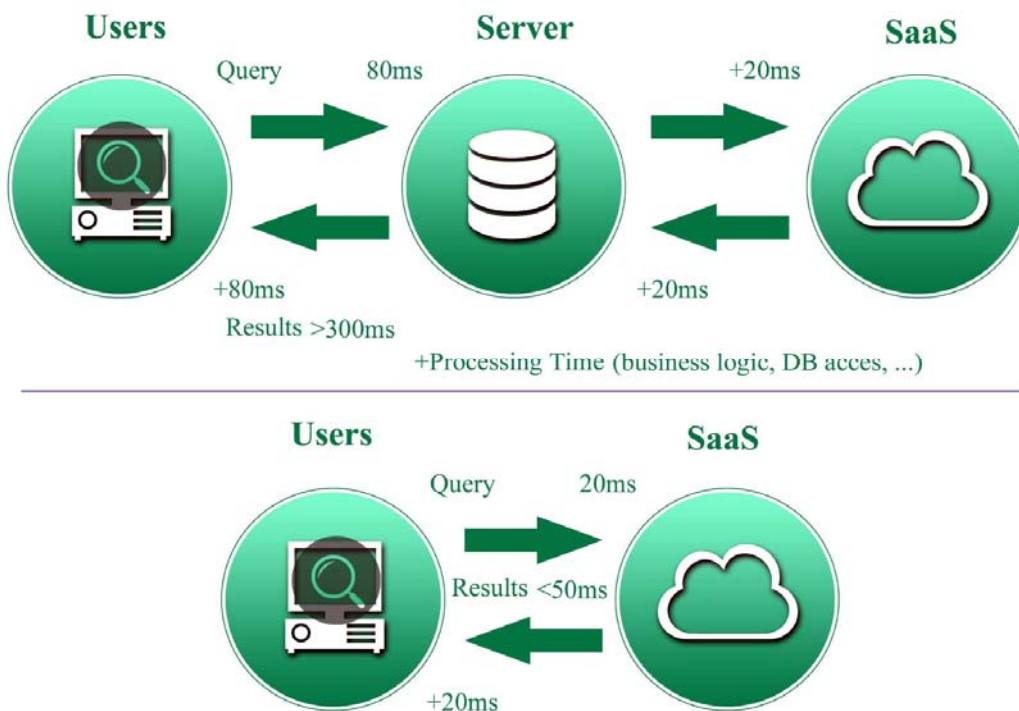 Users
Server
SaaS
Query
80ms
+20ms
+80ms
+20ms
Results >300ms
+Processing Time (business logic, DB acces, ...)
Users
SaaS
Query
20ms
Results <50ms
+20ms